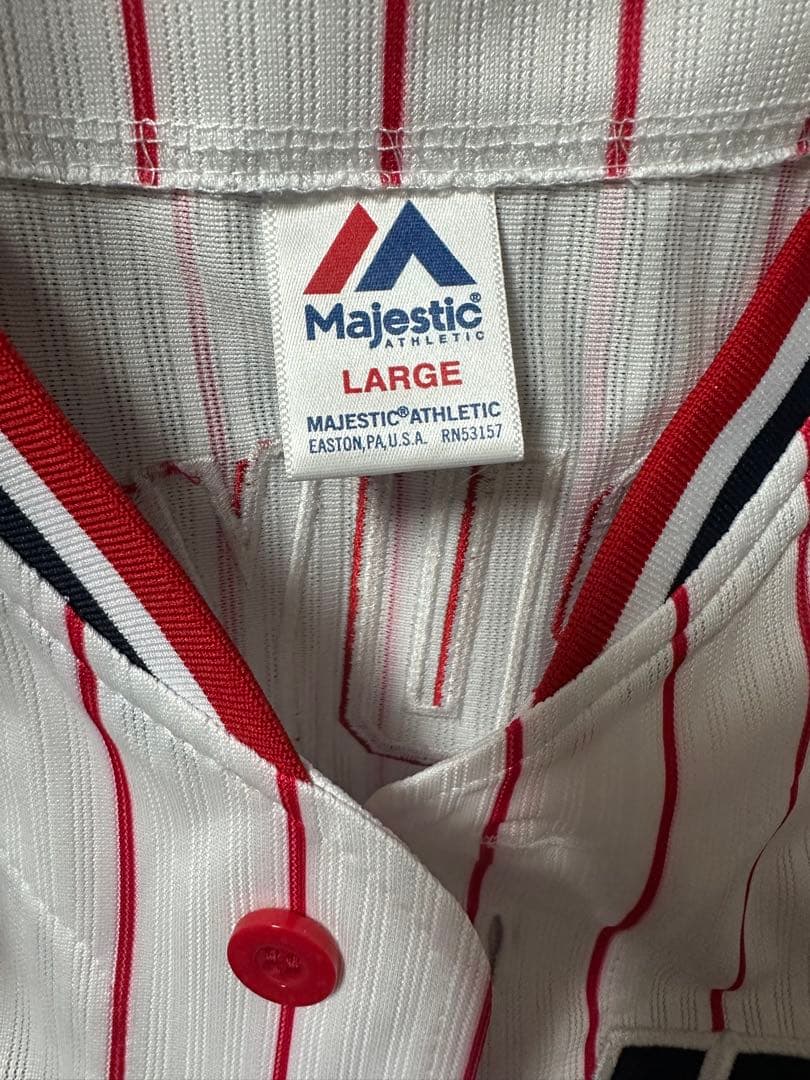 Majestic®
ATHLETIC
LARGE
MAJESTIC® ATHLETIC
EASTON, PA, U.S.A. RN53157